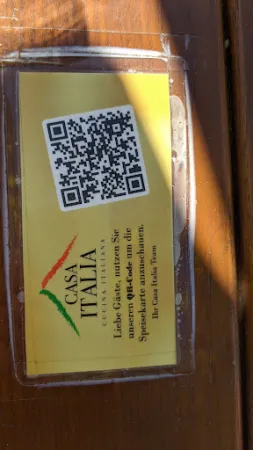 CASA
ITALIA
CUCINA ITALIANA
Liebe Gäste, nutzen Sie
unseren QR-Code um die
Speisekarte anzuschauen.
Ihr Casa Italia Team